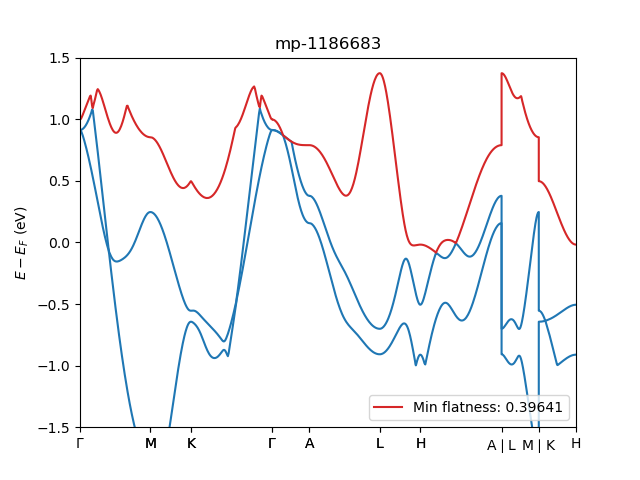 mp-1186683
E − E_F (eV)
1.5
1.0
0.5
0.0
−0.5
−1.0
−1.5
Min flatness: 0.39641
Γ M K Γ A L H A | L M | K H